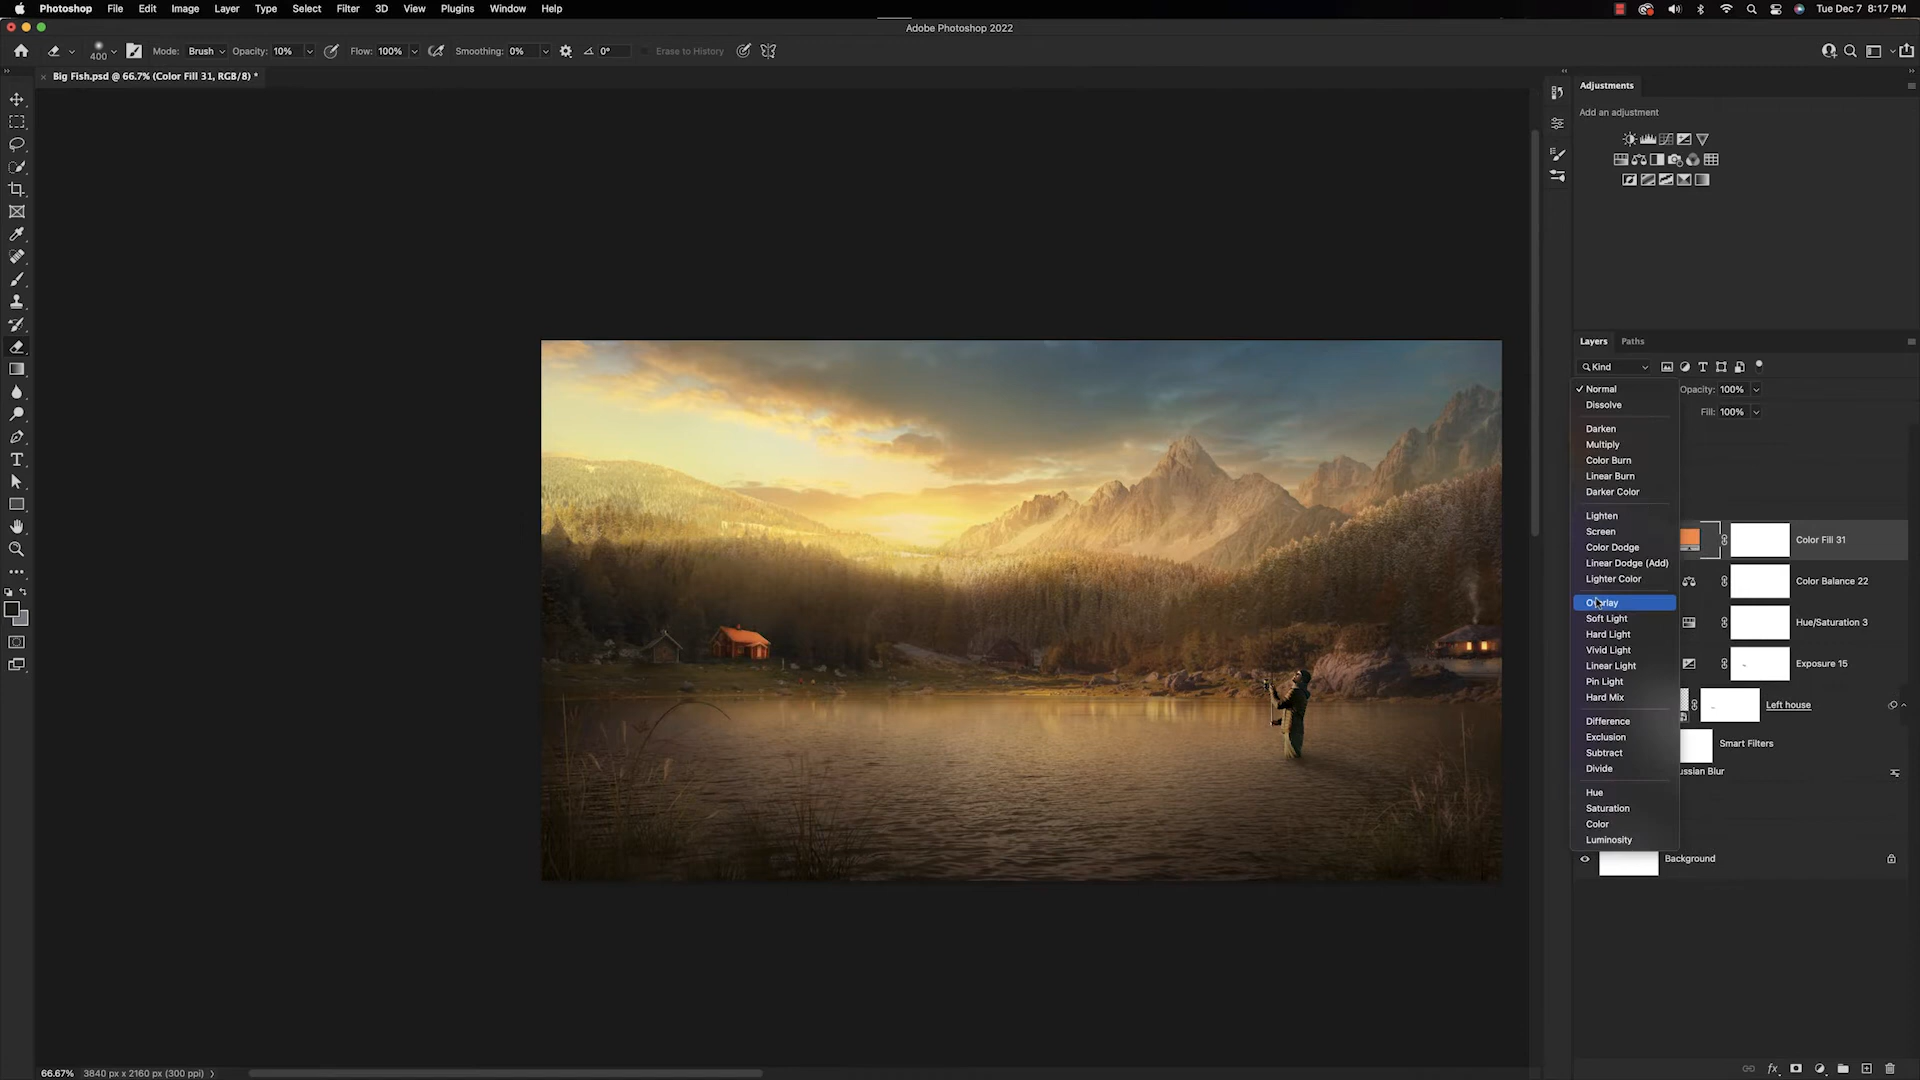 Photoshop File Edit Image Layer Type Select Filter 3D View Plugins Window Help
Tue Dec 7 8:17 PM
Adobe Photoshop 2022
400 Mode: Brush Opacity: 10% Flow: 100% Smoothing: 0% 0° Erase to History
Big Fish.psd @ 66.7% (Color Fill 31, RGB/8) *
Adjustments
Add an adjustment
Layers Paths
Kind
Normal
Opacity: 100%
Dissolve
Fill: 100%
Darken
Multiply
Color Burn
Linear Burn
Darker Color
Lighten
Screen
Color Dodge
Linear Dodge (Add)
Lighter Color
Overlay
Soft Light
Hard Light
Vivid Light
Linear Light
Pin Light
Hard Mix
Difference
Exclusion
Subtract
Divide
Hue
Saturation
Color
Luminosity
Color Fill 31
Color Balance 22
Hue/Saturation 3
Exposure 15
Left house
Smart Filters
ussian Blur
Background
66.67% 3840 px x 2160 px (300 ppi)